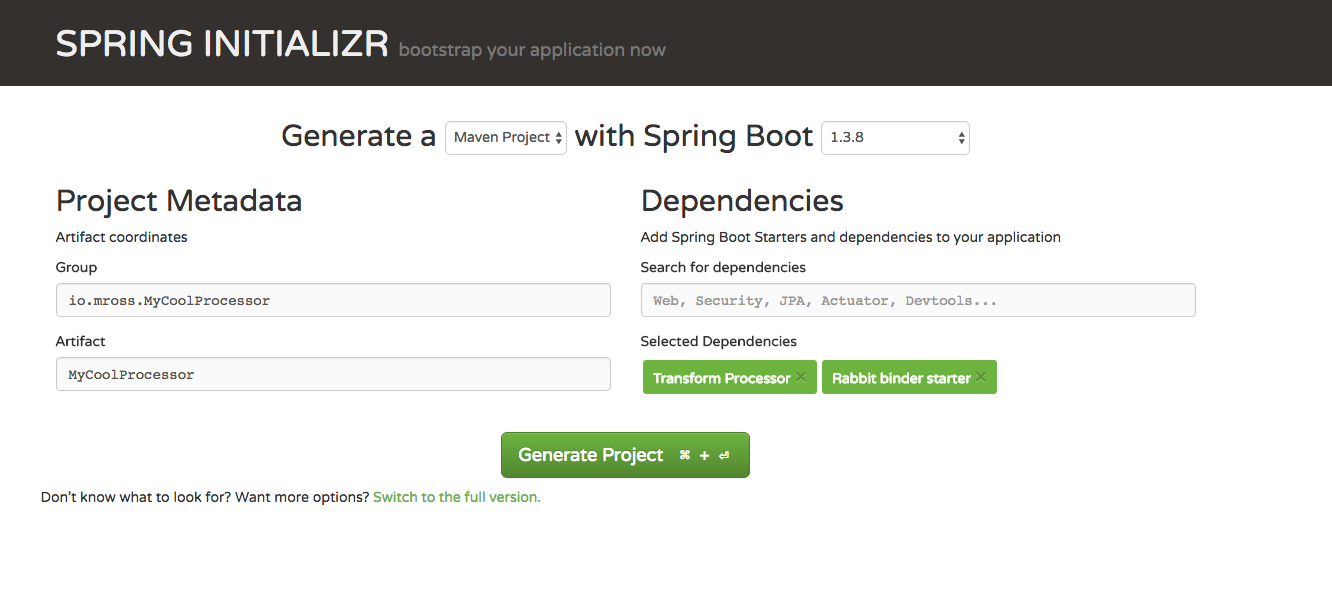 SPRING INITIALIZR bootstrap your application now
Generate a Maven Project with Spring Boot 1.3.8
Project Metadata
Artifact coordinates
Group
io.mross.MyCoolProcessor
Artifact
MyCoolProcessor
Dependencies
Add Spring Boot Starters and dependencies to your application
Search for dependencies
Web, Security, JPA, Actuator, Devtools...
Selected Dependencies
Transform Processor × Rabbit binder starter ×
Generate Project ⌘ + ⏎
Don't know what to look for? Want more options? Switch to the full version.